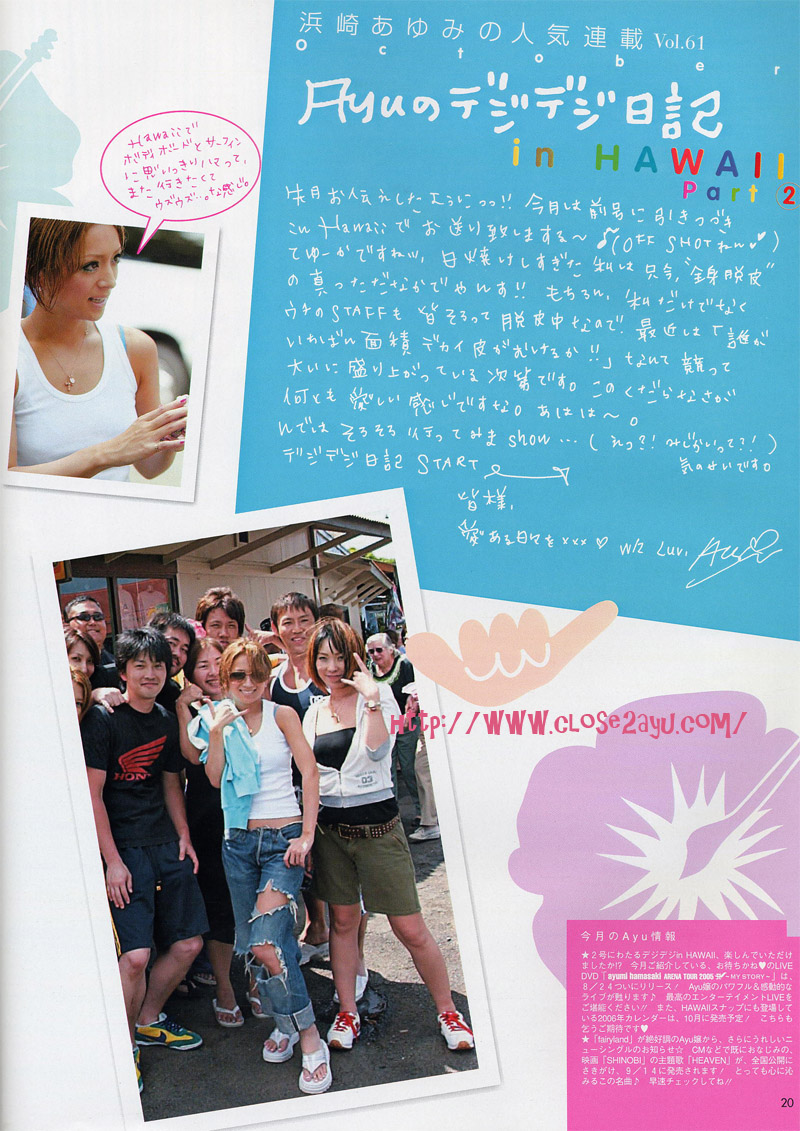 浜崎あゆみの人気連載 Vol.61
october
Ayuのデジデジ日記
in HAWAII
Part 2
Hawaiiで
ボディボードとサーフィン
に思いっきりハマって、
また行きたくて
ウズウズ…。な感じ。
先月お伝えしたようにっっ!! 今月は前号に引きつづき
in Hawaiiでお送り致しまする〜♪(OFF SHOTねんっ♥)
てゆーかですねッ、日焼けしすぎた私は只今、“全身脱皮”
の真っただなかでやんす!! もちろん、私だけでなく
ウチのSTAFFも皆そろって脱皮中なので、最近は「誰が
いちばん面積デカイ皮がむけるか!!」なんて競って
大いに盛り上がっている次第です。このくだらなさが
何とも愛しい感じですな。あはは〜。
んでは そろそろ行ってみまshow…(えっ?! みじかいって?!)
気のせいです。
デジデジ日記 START
皆様、
愛ある日々を×××♡ wiz Luv, Ayu
HONDA
03
http://www.close2ayu.com/
今月のAyu情報
★2号にわたるデジデジin HAWAII、楽しんでいただけ
ましたか!? 今月ご紹介している、お待ちかね♥のLIVE
DVD「ayumi hamasaki ARENA TOUR 2005 A 〜MY STORY〜」は、
8／24ついにリリース! Ayu嬢のパワフル&感動的な
ライブが甦ります♪ 最高のエンターテイメントLIVEを
ご堪能ください!! また、HAWAIIスナップにも登場して
いる2006年カレンダーは、10月に発売予定! こちらも
乞うご期待です♥
★「fairyland」が絶好調のAyu嬢から、さらにうれしいニ
ューシングルのお知らせ☆ CMなどで既におなじみの、
映画「SHINOBI」の主題歌「HEAVEN」が、全国公開に
さきがけ、9／14に発売されます! とっても心に沁
みるこの名曲♪ 早速チェックしてね!!
20